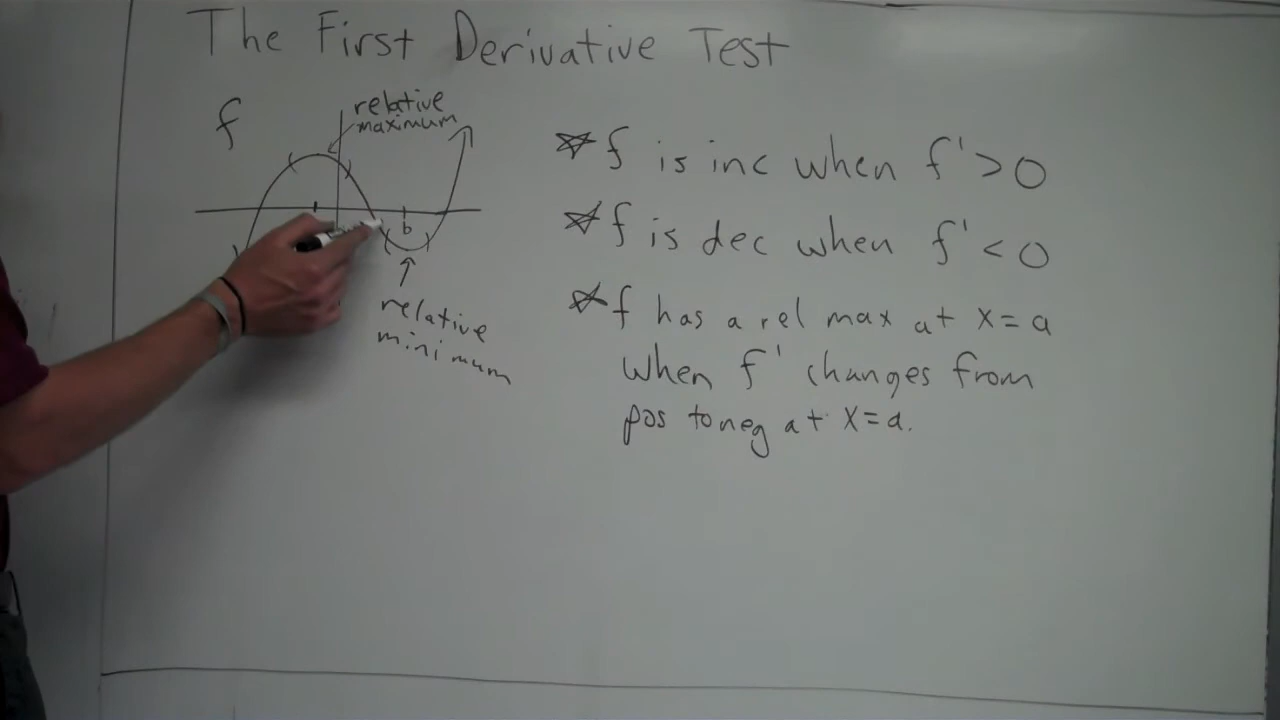 The First Derivative Test
f
relative
maximum
b
relative
minimum
f is inc when f' > 0
f is dec when f' < 0
f has a rel max at x = a
when f' changes from
pos to neg at x = a.